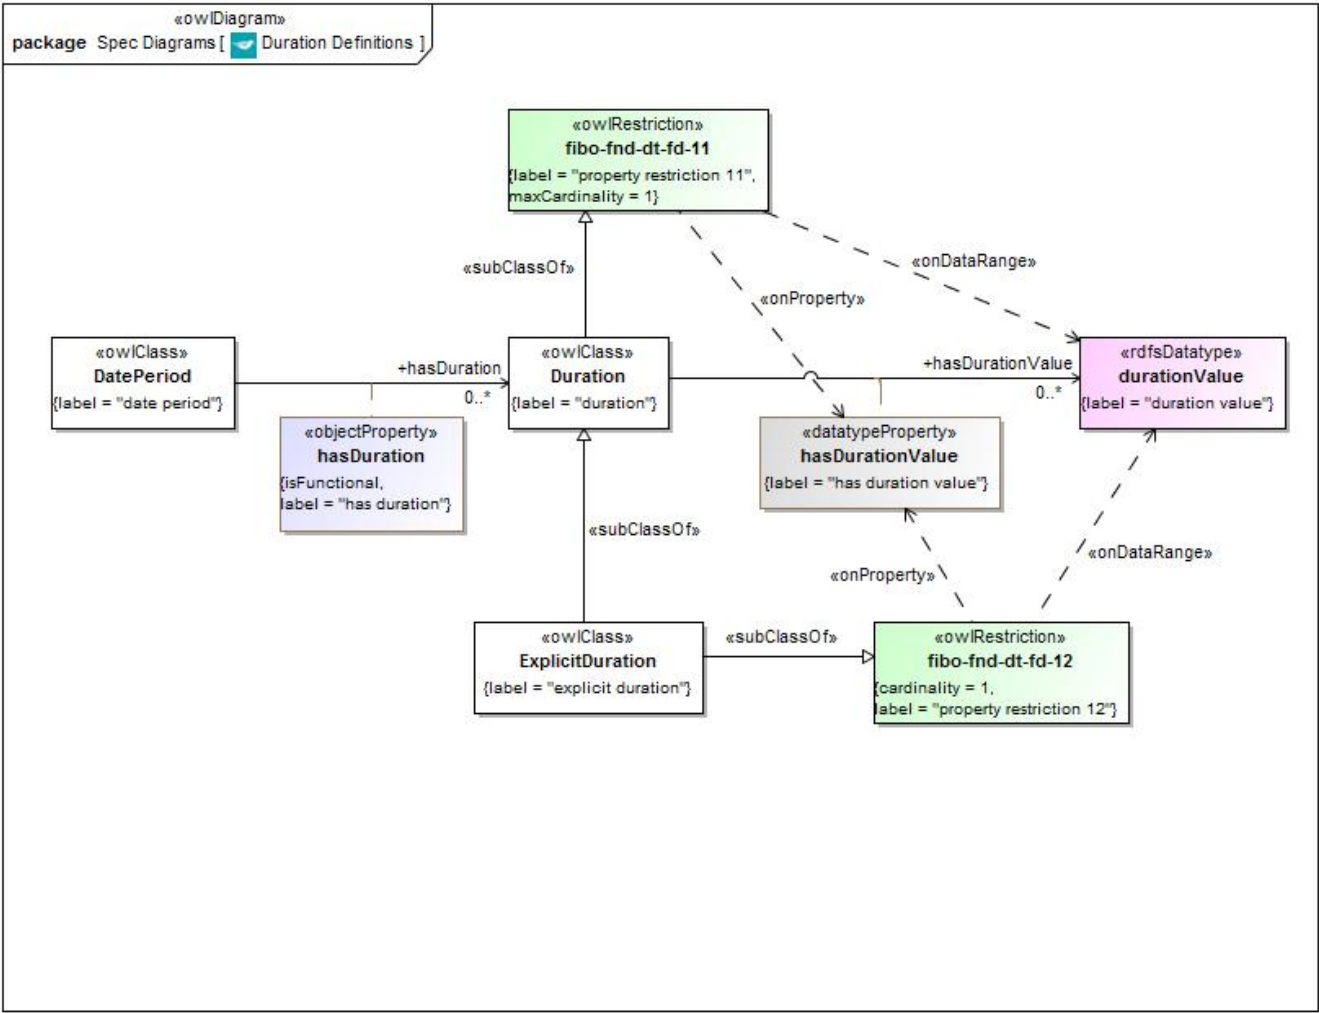 «owlDiagram»
package Spec Diagrams [ Duration Definitions ]
«owlRestriction»
fibo-fnd-dt-fd-11
{label = "property restriction 11",
maxCardinality = 1}
«subClassOf»
«onDataRange»
«onProperty»
«owlClass»
DatePeriod
{label = "date period"}
+hasDuration
0..*
«owlClass»
Duration
{label = "duration"}
+hasDurationValue
0..*
«rdfsDatatype»
durationValue
{label = "duration value"}
«objectProperty»
hasDuration
{isFunctional,
label = "has duration"}
«datatypeProperty»
hasDurationValue
{label = "has duration value"}
«subClassOf»
«onProperty»
«onDataRange»
«owlClass»
ExplicitDuration
{label = "explicit duration"}
«subClassOf»
«owlRestriction»
fibo-fnd-dt-fd-12
{cardinality = 1,
label = "property restriction 12"}